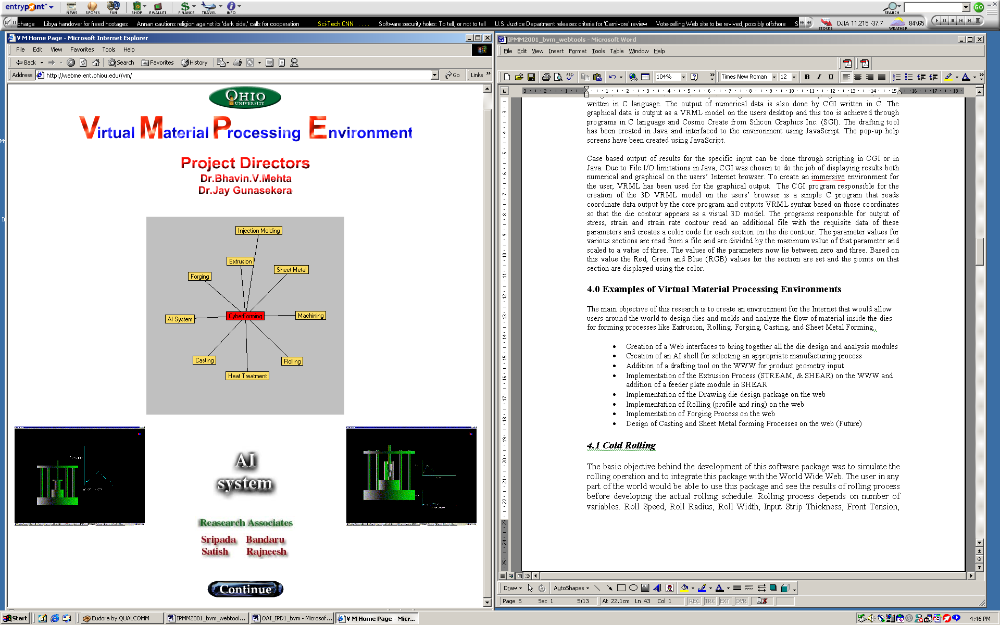 entrypoint
NEWS SPORTS FUN SHOP EWALLET FINANCE TRAVEL INFO SEARCH GO
charge Libya handover for freed hostages Annan cautions religion against its 'dark side,' calls for cooperation Sci-Tech CNN . . . . . Software security holes: To tell, or not to tell U.S. Justice Department releases criteria for 'Carnivore' review Vote-selling Web site to be revived, possibly offshore S STOCKS DJIA 11,215 -37.7 WEATHER 84\65
V M Home Page - Microsoft Internet Explorer
File Edit View Favorites Tools Help
Back Search Favorites History
Address http://webme.ent.ohiou.edu//vm/ Go Links »
OHIO
UNIVERSITY
Virtual Material Processing Environment
Project Directors
Dr.Bhavin.V.Mehta
Dr.Jay Gunasekera
Injection Molding
Extrusion
Sheet Metal
Forging
CyberForming
Machining
AI System
Casting
Rolling
Heat Treatment
AI
system
Reasearch Associates
Sripada Bandaru
Satish Rajneesh
Continue
IPMM2001_bvm_webtools - Microsoft Word
File Edit View Insert Format Tools Table Window Help
104% Times New Roman 12 B I U
3 2 1 1 2 3 4 5 6 7 8 9 10 11 12 13 14 15 16 17 18
written in C language. The output of numerical data is also done by CGI written in C. The
graphical data is output as a VRML model on the users desktop and this too is achieved through
programs in C language and Cosmo Create from Silicon Graphics Inc. (SGI). The drafting tool
has been created in Java and interfaced to the environment using JavaScript. The pop-up help
screens have been created using JavaScript.
Case based output of results for the specific input can be done through scripting in CGI or in
Java. Due to File I/O limitations in Java, CGI was chosen to do the job of displaying results both
numerical and graphical on the users' Internet browser. To create an immersive environment for
the user, VRML has been used for the graphical output. The CGI program responsible for the
creation of the 3D VRML model on the users' browser is a simple C program that reads
coordinate data output by the core program and outputs VRML syntax based on those coordinates
so that the die contour appears as a visual 3D model. The programs responsible for output of
stress, strain and strain rate contour read an additional file with the requisite data of these
parameters and creates a color code for each section on the die contour. The parameter values for
various sections are read from a file and are divided by the maximum value of that parameter and
scaled to a value of three. The values of the parameters now lie between zero and three. Based on
this value the Red, Green and Blue (RGB) values for the section are set and the points on that
section are displayed using the color.
4.0 Examples of Virtual Material Processing Environments
The main objective of this research is to create an environment for the Internet that would allow
users around the world to design dies and molds and analyze the flow of material inside the dies
for forming processes like Extrusion, Rolling, Forging, Casting, and Sheet Metal Forming.
• Creation of a Web interfaces to bring together all the die design and analysis modules
• Creation of an AI shell for selecting an appropriate manufacturing process
• Addition of a drafting tool on the WWW for product geometry input
• Implementation of the Extrusion Process (STREAM, & SHEAR) on the WWW and
addition of a feeder plate module in SHEAR
• Implementation of the Drawing die design package on the web
• Implementation of Rolling (profile and ring) on the web
• Implementation of Forging Process on the web
• Design of Casting and Sheet Metal forming Processes on the web (Future)
4.1 Cold Rolling
The basic objective behind the development of this software package was to simulate the
rolling operation and to integrate this package with the World Wide Web. The user in any
part of the world would be able to use this package and see the results of rolling process
before developing the actual rolling schedule. Rolling process depends on number of
variables. Roll Speed, Roll Radius, Roll Width, Input Strip Thickness, Front Tension,
Draw AutoShapes
Page 5 Sec 1 5/13 At 22.1cm Ln 43 Col 1 REC TRK EXT OVR
Start Eudora by QUALCOMM IPMM2001_bvm_webtool... OAI_IPD1_bvm - Microsof... V M Home Page - Micr... 4:46 PM